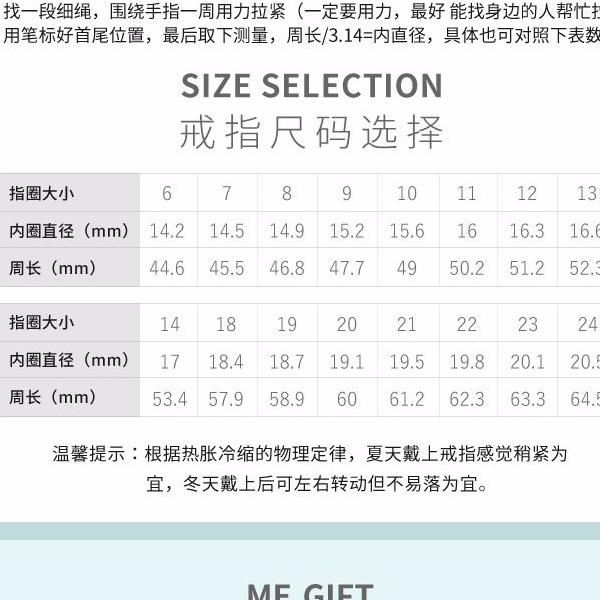 找一段细绳，围绕手指一周用力拉紧（一定要用力，最好 能找身边的人帮忙
用笔标好首尾位置，最后取下测量，周长/3.14=内直径，具体也可对照下表数
SIZE SELECTION
戒指尺码选择
指圈大小 6 7 8 9 10 11 12 13
内圈直径（mm） 14.2 14.5 14.9 15.2 15.6 16 16.3 16.6
周长（mm） 44.6 45.5 46.8 47.7 49 50.2 51.2 52.3
指圈大小 14 18 19 20 21 22 23 24
内圈直径（mm） 17 18.4 18.7 19.1 19.5 19.8 20.1 20.5
周长（mm） 53.4 57.9 58.9 60 61.2 62.3 63.3 64.5
温馨提示：根据热胀冷缩的物理定律，夏天戴上戒指感觉稍紧为
宜，冬天戴上后可左右转动但不易落为宜。
ME GIFT